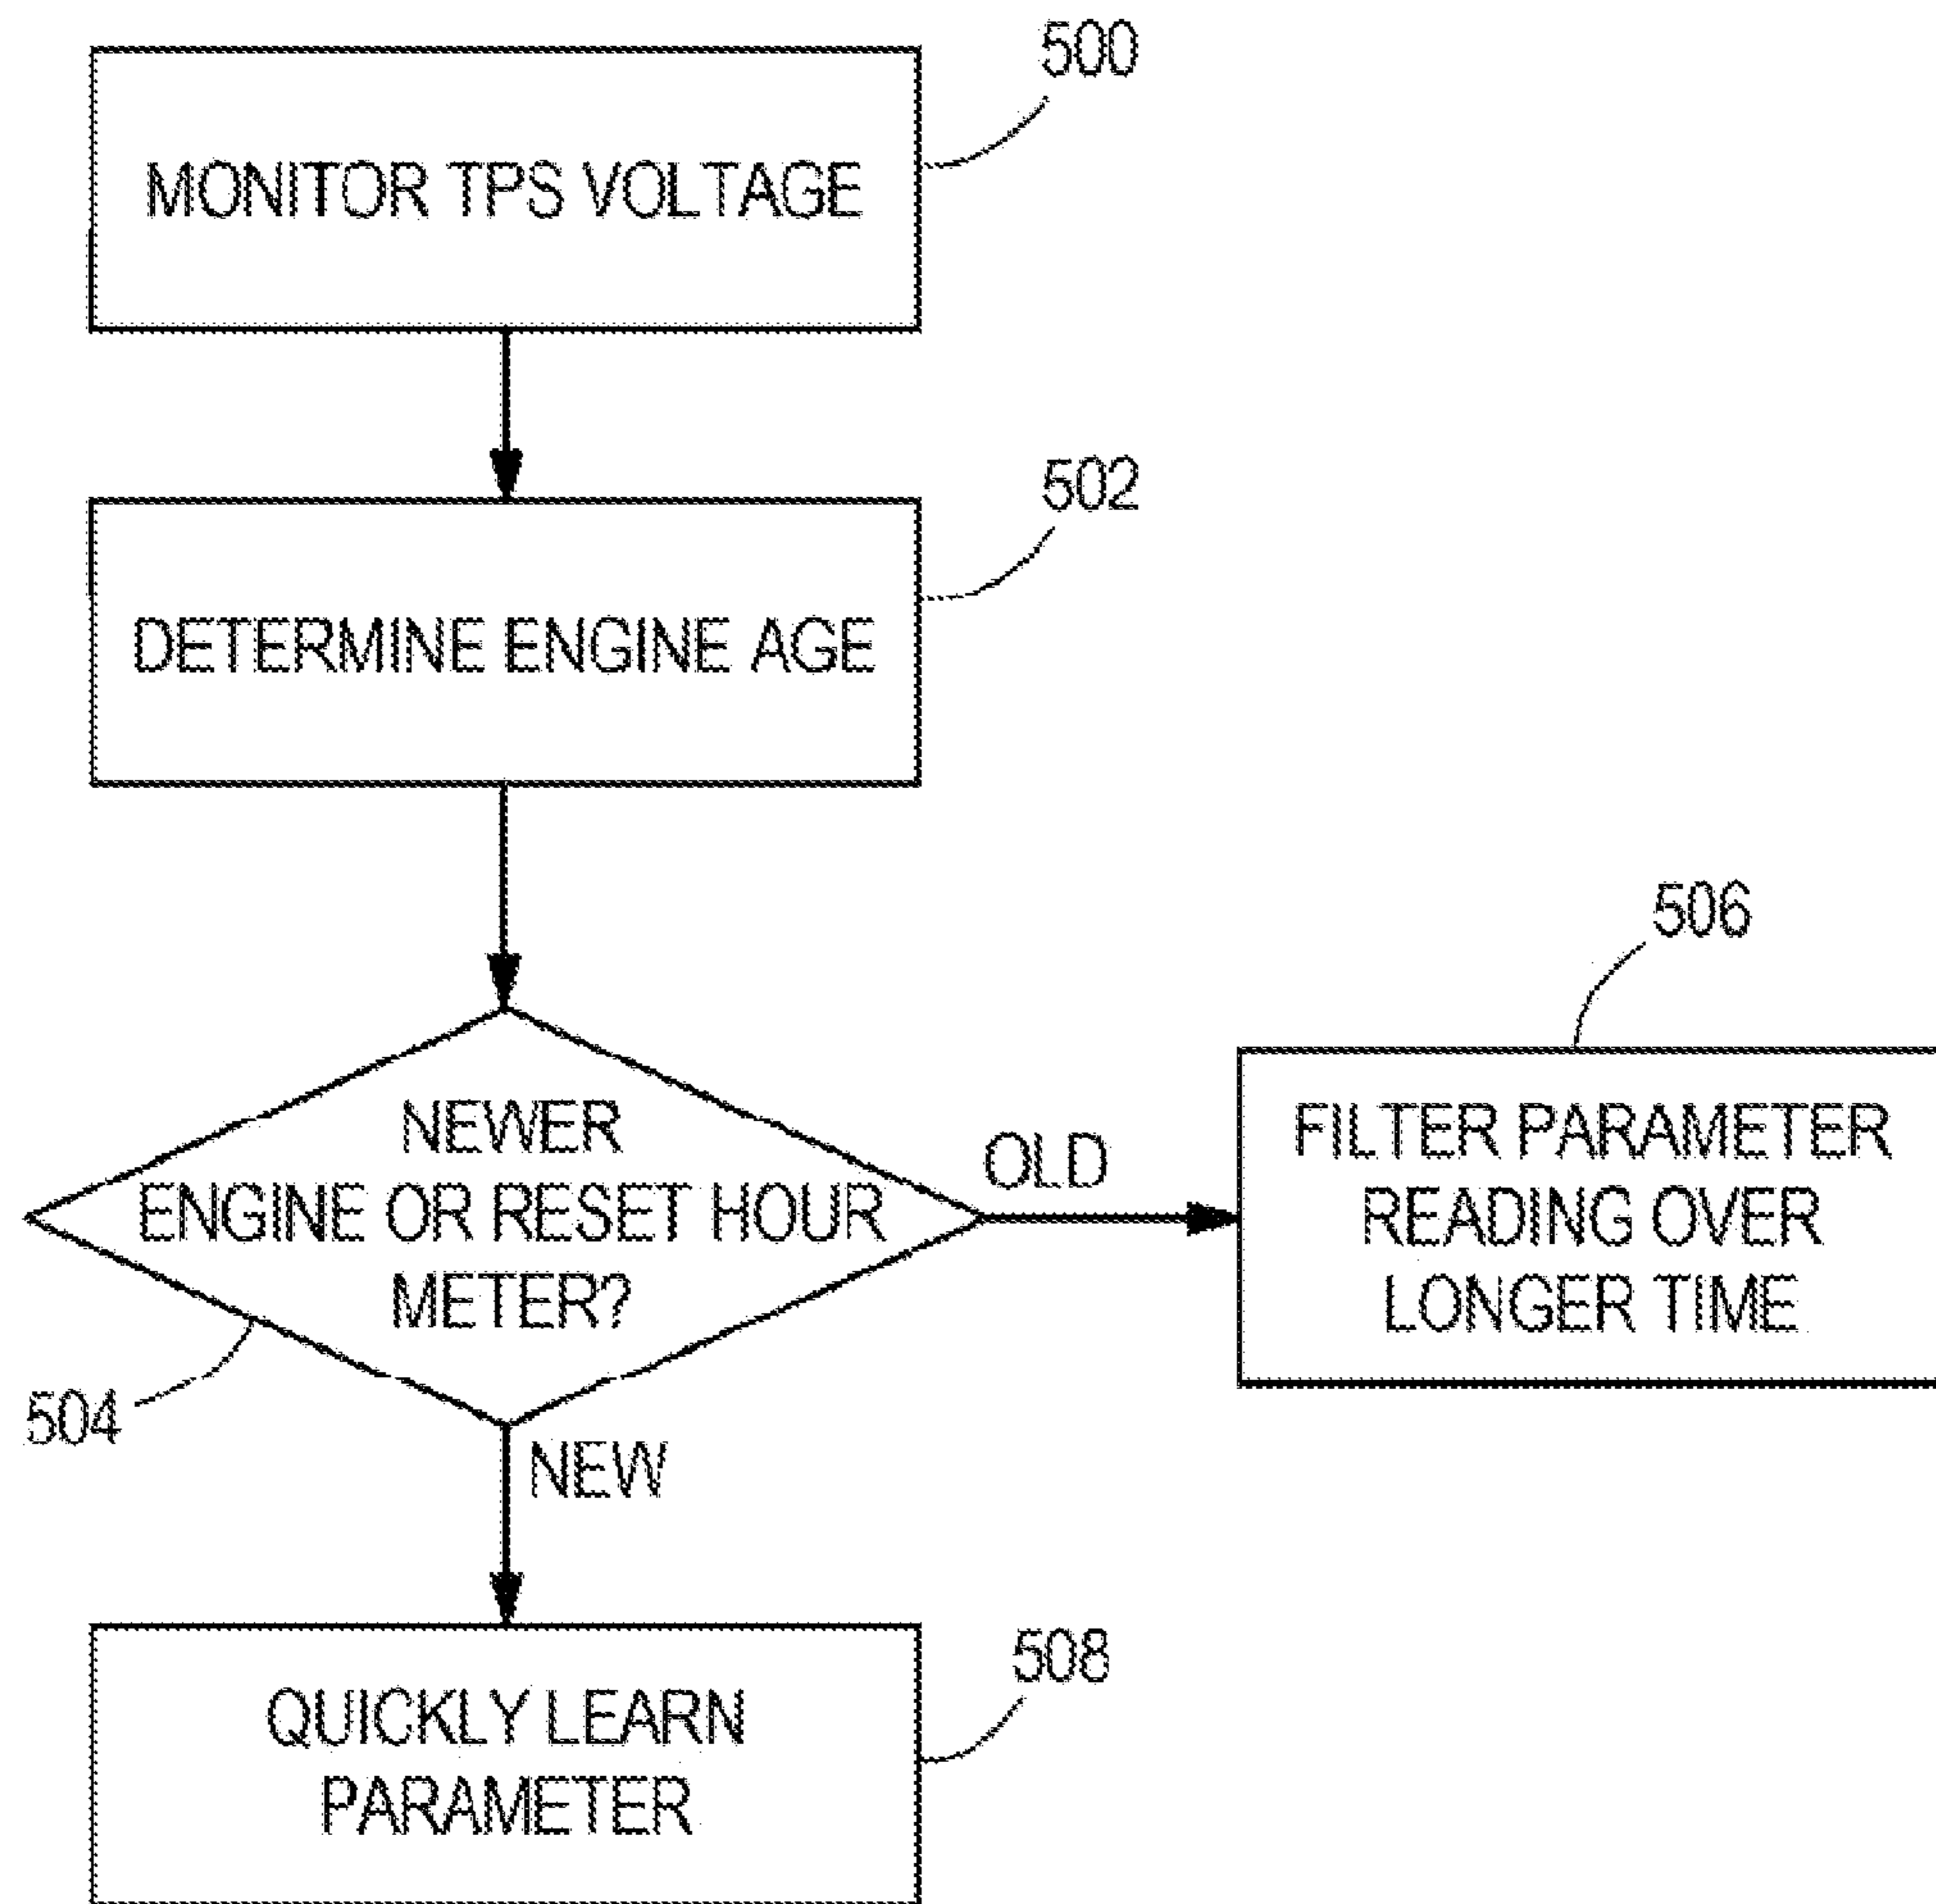 500
MONITOR TPS VOLTAGE
502
DETERMINE ENGINE AGE
NEWER
ENGINE OR RESET HOUR
METER?
504
OLD
506
FILTER PARAMETER
READING OVER
LONGER TIME
NEW
508
QUICKLY LEARN
PARAMETER